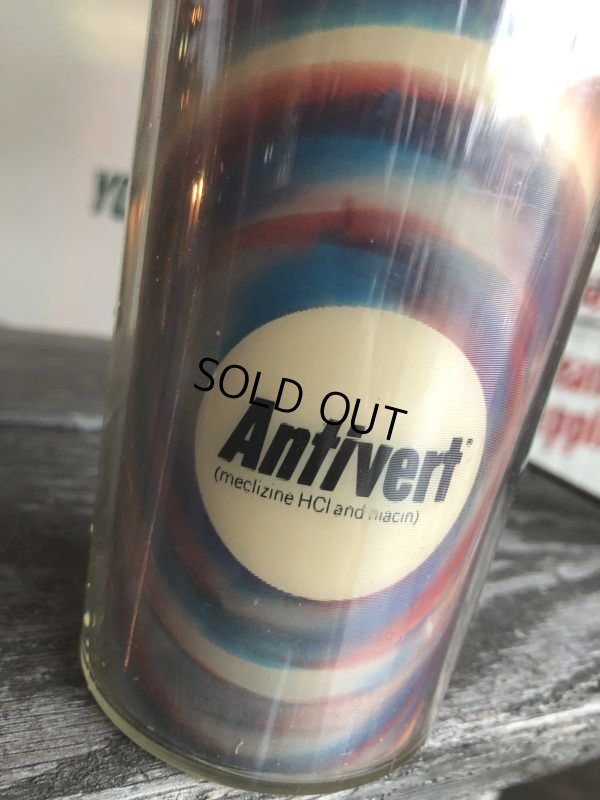 SOLD OUT
Antivert®
(meclizine HCl and niacin)